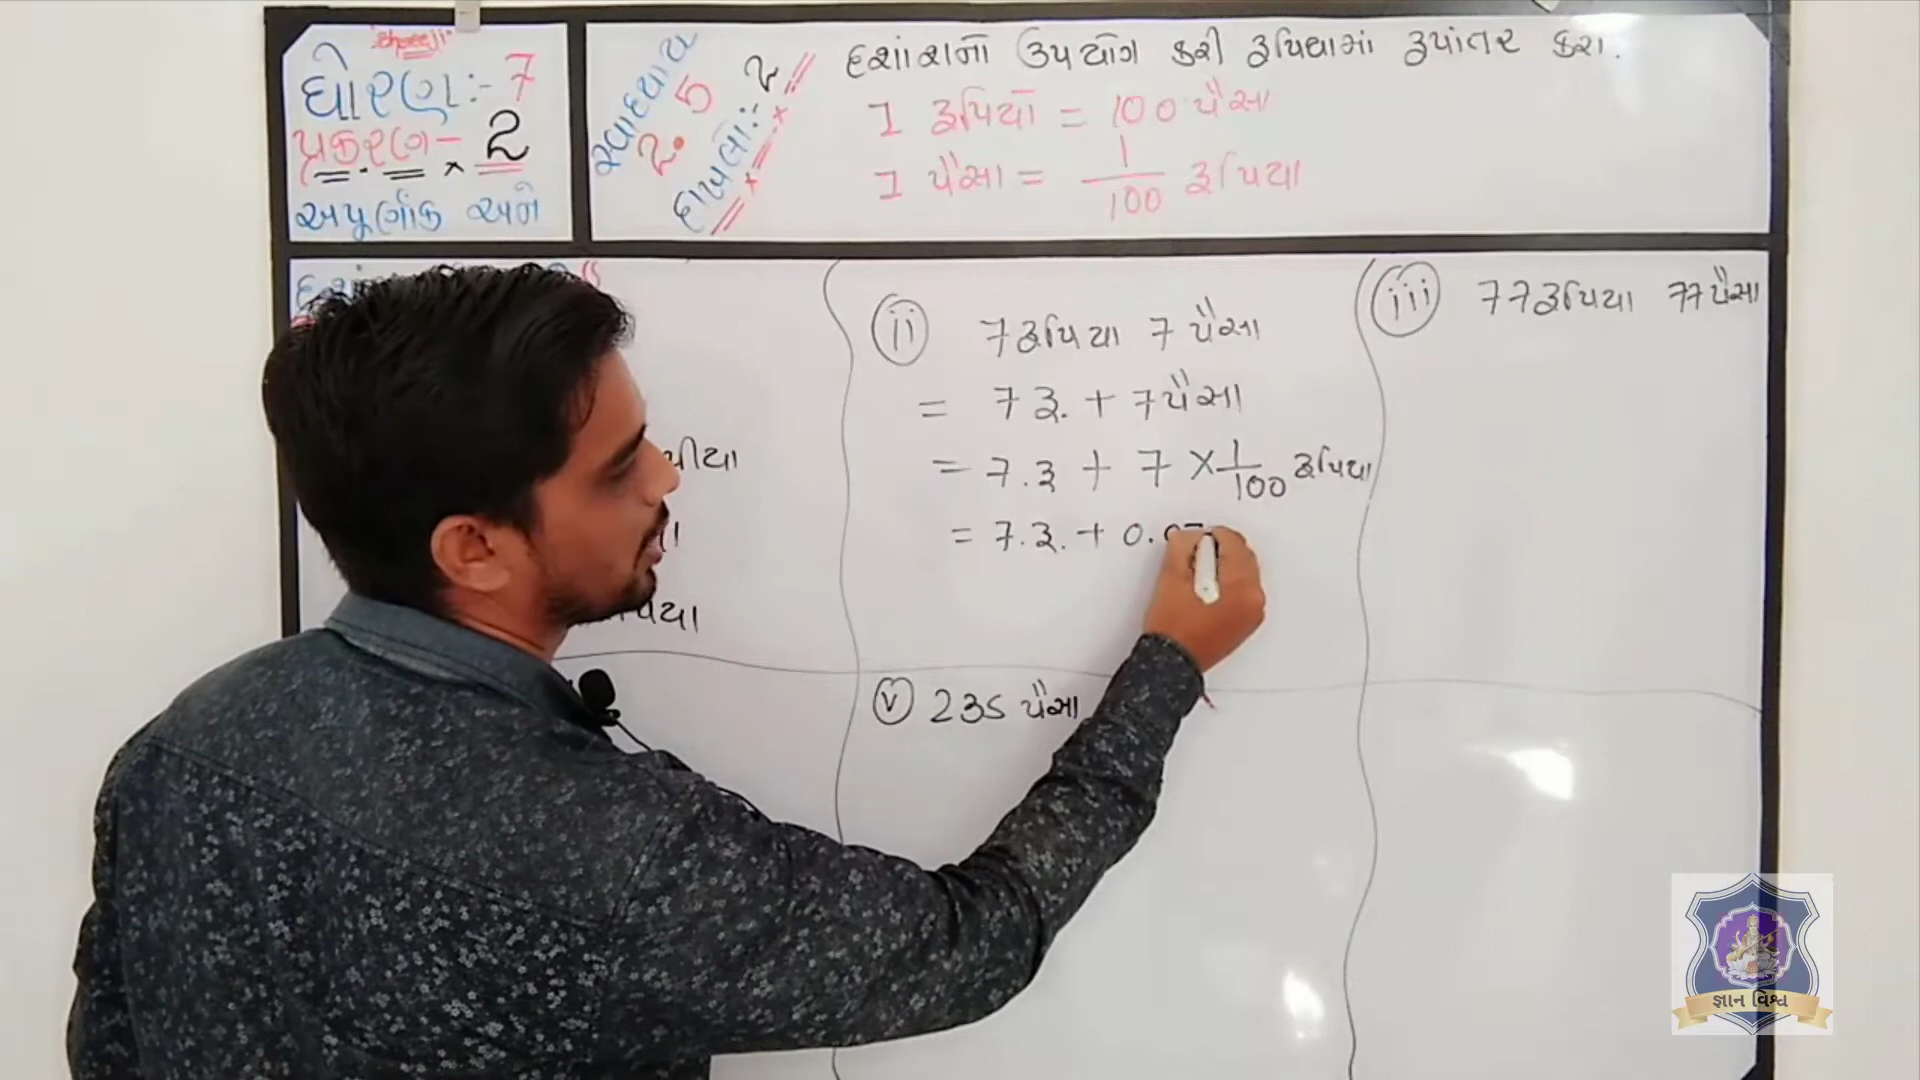 shreeji
ધોરણ:- 7
પ્રકરણ- 2
અપૂર્ણાંક અને
સ્વાધ્યાય
2.5
દાખલો:- 2
દશાંશનો ઉપયોગ કરી રૂપિયામાં રૂપાંતર કરો.
1 રૂપિયો = 100 પૈસા
1 પૈસા = 1/100 રૂપિયા
(ii) 7 રૂપિયા 7 પૈસા
= 7 રૂ. + 7 પૈસા
= 7.રૂ + 7 × 1/100 રૂપિયા
= 7.રૂ. + 0.07
(iii) 77 રૂપિયા 77 પૈસા
(v) 235 પૈસા
જ્ઞાન વિશ્વ